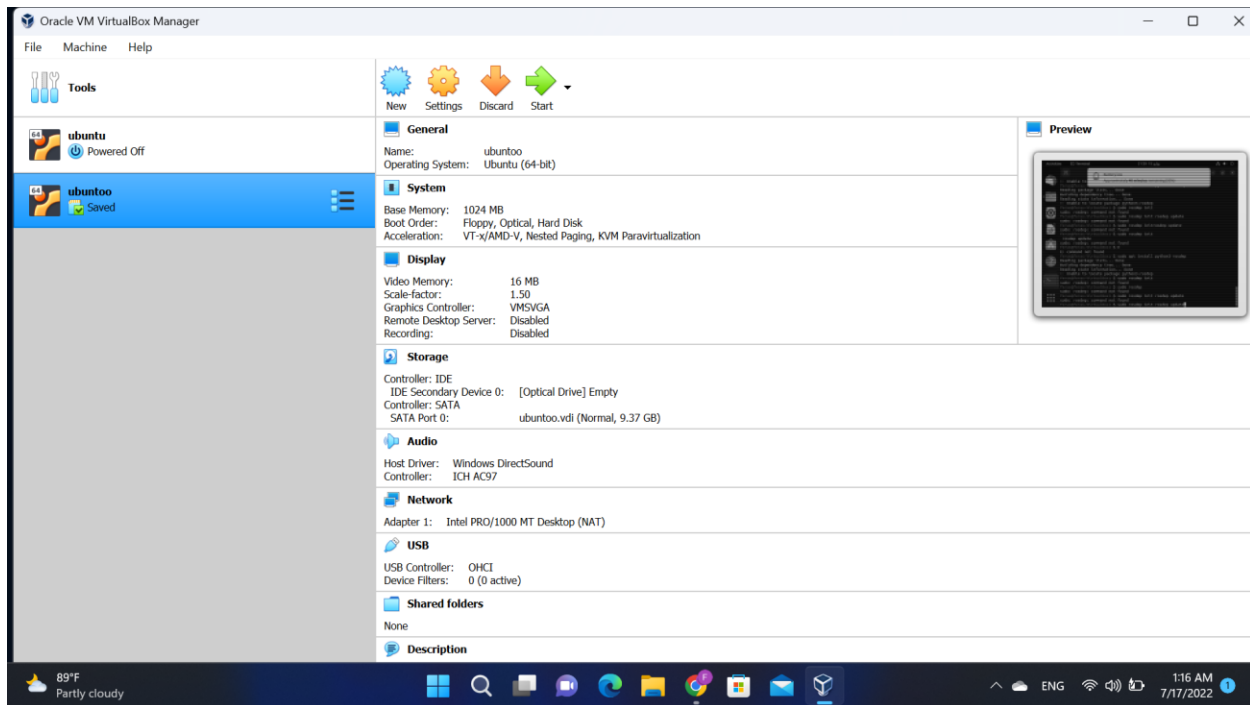 Oracle VM VirtualBox Manager
File Machine Help
Tools
New Settings Discard Start
64 ubuntu
Powered Off
64 ubuntoo
Saved
General
Name: ubuntoo
Operating System: Ubuntu (64-bit)
System
Base Memory: 1024 MB
Boot Order: Floppy, Optical, Hard Disk
Acceleration: VT-x/AMD-V, Nested Paging, KVM Paravirtualization
Display
Video Memory: 16 MB
Scale-factor: 1.50
Graphics Controller: VMSVGA
Remote Desktop Server: Disabled
Recording: Disabled
Preview
Storage
Controller: IDE
IDE Secondary Device 0: [Optical Drive] Empty
Controller: SATA
SATA Port 0: ubuntoo.vdi (Normal, 9.37 GB)
Audio
Host Driver: Windows DirectSound
Controller: ICH AC97
Network
Adapter 1: Intel PRO/1000 MT Desktop (NAT)
USB
USB Controller: OHCI
Device Filters: 0 (0 active)
Shared folders
None
Description
89°F
Partly cloudy
ENG
1:16 AM
7/17/2022
1